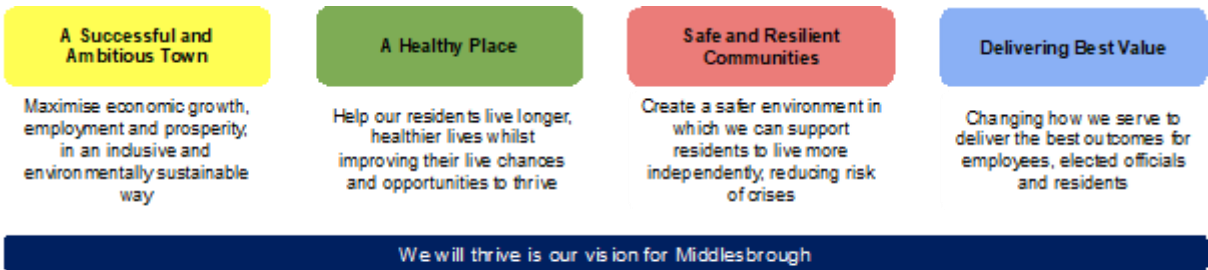 A Successful and
Ambitious Town
A Healthy Place
Safe and Resilient
Communities
Delivering Best Value
Maximise economic growth,
employment and prosperity,
in an inclusive and
environmentally sustainable
way
Help our residents live longer,
healthier lives whilst
improving their live chances
and opportunities to thrive
Create a safer environment in
which we can support
residents to live more
independently, reducing risk
of crises
Changing how we serve to
deliver the best outcomes for
employees, elected officials
and residents
We will thrive is our vision for Middlesbrough